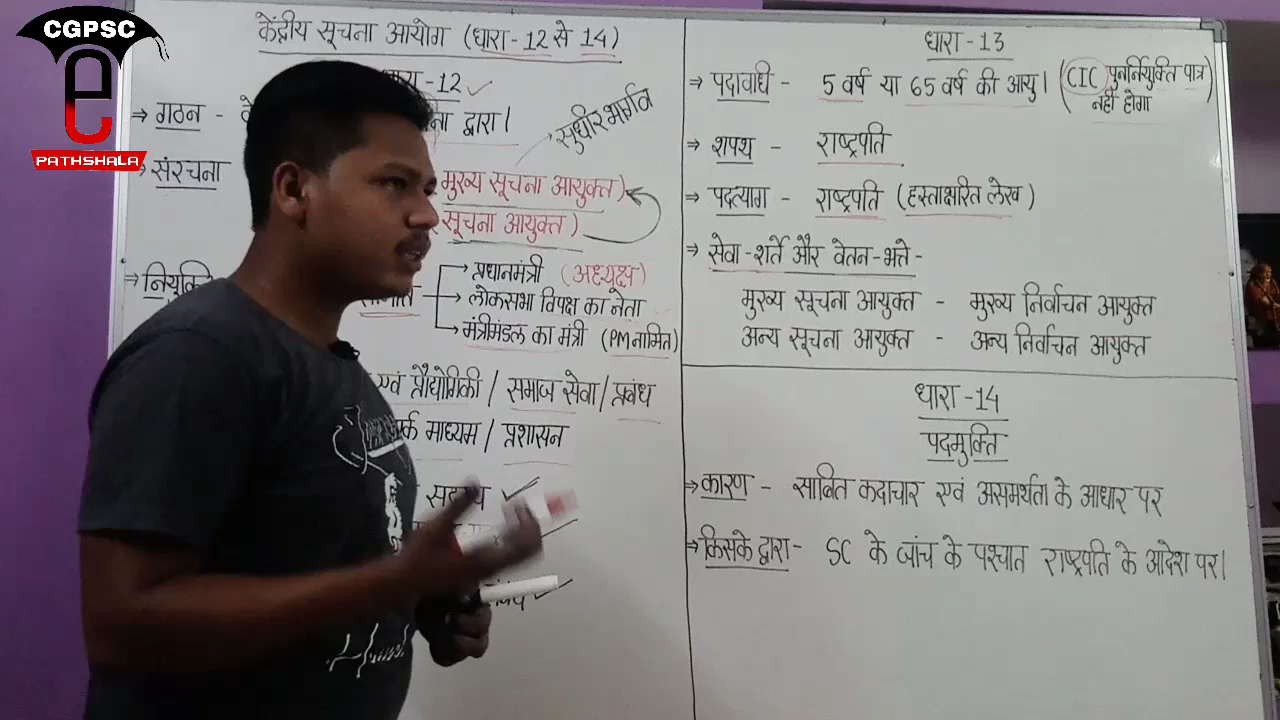 CGPSC
e
PATHSHALA
केंद्रीय सूचना आयोग (धारा - 12 से 14)
-12
⇒ गठन - द्वारा।
सुधीर भार्गव
⇒ संरचना
मुख्य सूचना आयुक्त)
सूचना आयुक्त)
⇒ नियुक्ति
प्रधानमंत्री (अध्यक्ष)
लोकसभा विपक्ष का नेता
मंत्रीमंडल का मंत्री (PM नामित)
एवं प्रौद्योगिकी / समाज सेवा / प्रबंध
माध्यम / प्रशासन
धारा - 13
⇒ पदावधि - 5 वर्ष या 65 वर्ष की आयु। (CIC पुनर्नियुक्ति पात्र
नहीं होगा)
⇒ शपथ - राष्ट्रपति
⇒ पदत्याग - राष्ट्रपति (हस्ताक्षरित लेख)
⇒ सेवा-शर्ते और वेतन-भत्ते-
मुख्य सूचना आयुक्त - मुख्य निर्वाचन आयुक्त
अन्य सूचना आयुक्त - अन्य निर्वाचन आयुक्त
धारा - 14
पदमुक्ति
⇒ कारण - साबित कदाचार एवं असमर्थता के आधार पर
⇒ किसके द्वारा - SC के जांच के पश्चात राष्ट्रपति के आदेश पर।